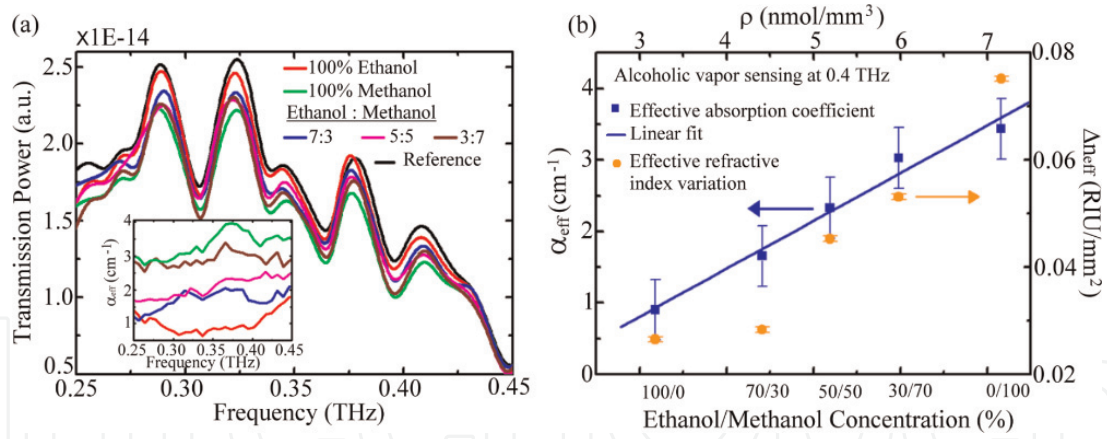 (a)
x1E-14
Transmission Power (a.u.)
2.5
2.0
1.5
1.0
0.5
100% Ethanol
100% Methanol
Ethanol : Methanol
7:3 5:5 3:7
Reference
αeff (cm-1)
4
3
2
1
0.25 0.30 0.35 0.40 0.45
Frequency (THz)
0.25 0.30 0.35 0.40 0.45
Frequency (THz)
(b)
ρ (nmol/mm3)
3 4 5 6 7
αeff (cm-1)
4
3
2
1
0
Alcoholic vapor sensing at 0.4 THz
Effective absorption coefficient
Linear fit
Effective refractive
index variation
0.08
0.06
0.04
0.02
Δneff (RIU/mm2)
100/0 70/30 50/50 30/70 0/100
Ethanol/Methanol Concentration (%)